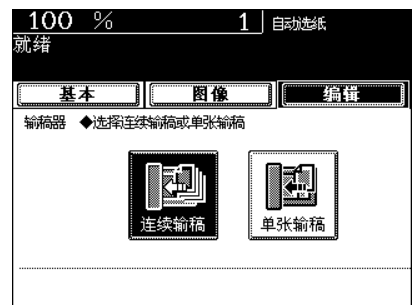 100 % 1 自动选纸
就绪
基本 图像 编辑
输稿器 ◆选择连续输稿或单张输稿
连续输稿 单张输稿